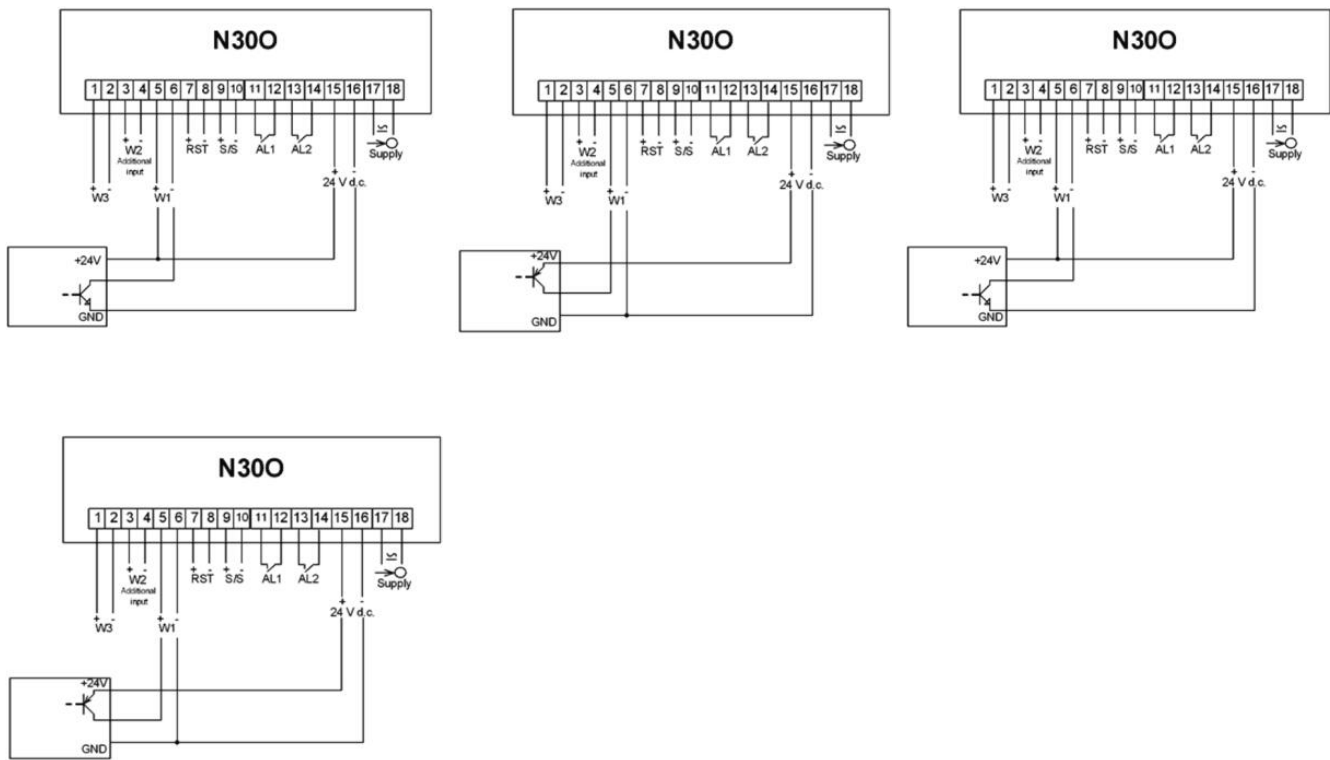 N30O
1 2 3 4 5 6 7 8 9 10 11 12 13 14 15 16 17 18
+ - + - + -
W2 RST S/S AL1 AL2
Additional
input
Supply
+ -
24 V d.c.
+ - + -
W3 W1
+24V
GND
N30O
1 2 3 4 5 6 7 8 9 10 11 12 13 14 15 16 17 18
+ - + - + -
W2 RST S/S AL1 AL2
Additional
input
Supply
+ -
24 V d.c.
+ - + -
W3 W1
+24V
GND
N30O
1 2 3 4 5 6 7 8 9 10 11 12 13 14 15 16 17 18
+ - + - + -
W2 RST S/S AL1 AL2
Additional
input
Supply
+ -
24 V d.c.
+ - + -
W3 W1
+24V
GND
N30O
1 2 3 4 5 6 7 8 9 10 11 12 13 14 15 16 17 18
+ - + - + -
W2 RST S/S AL1 AL2
Additional
input
Supply
+ -
24 V d.c.
+ - + -
W3 W1
+24V
GND